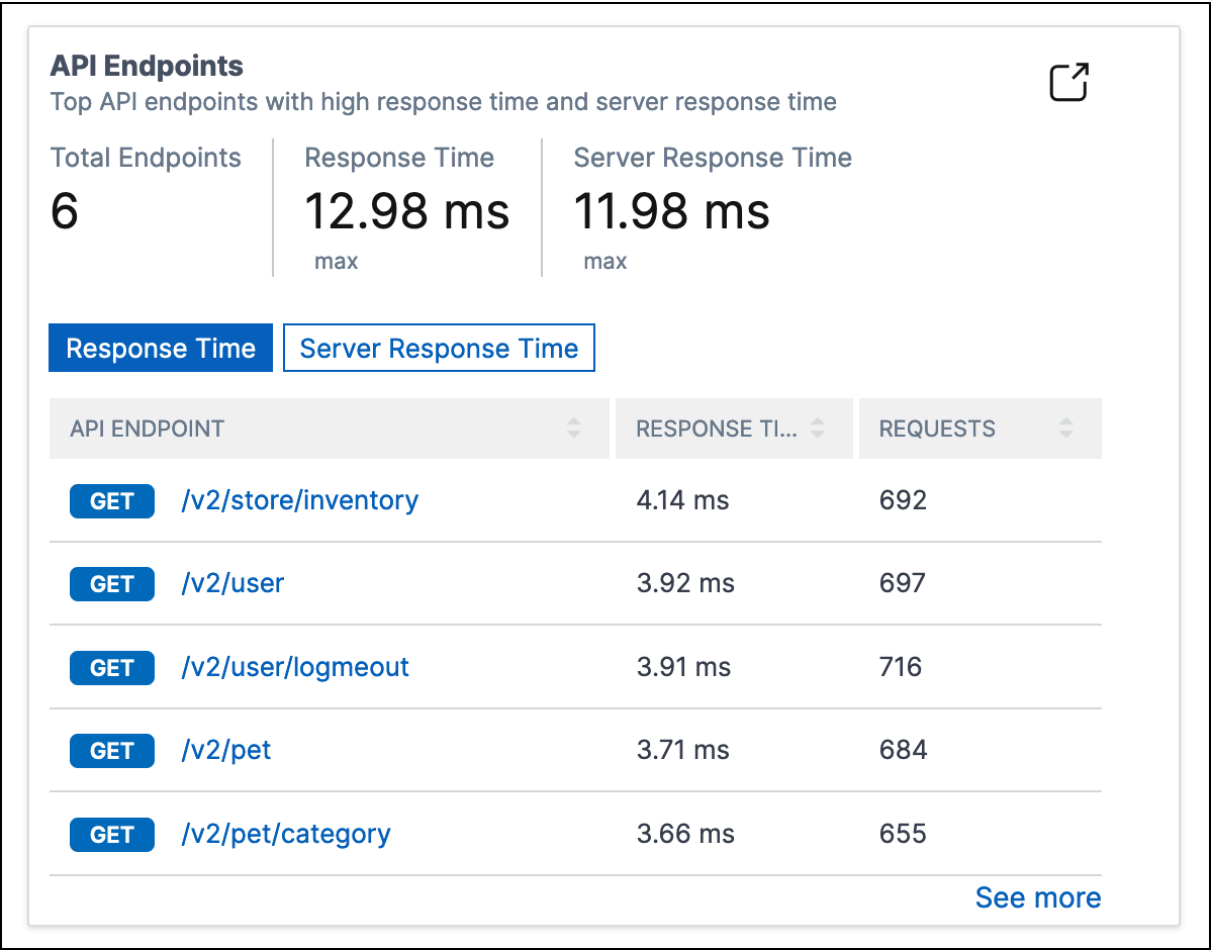 API Endpoints
Top API endpoints with high response time and server response time
Total Endpoints Response Time Server Response Time
6 12.98 ms 11.98 ms
max max
Response Time Server Response Time
API ENDPOINT RESPONSE TI... REQUESTS
GET /v2/store/inventory 4.14 ms 692
GET /v2/user 3.92 ms 697
GET /v2/user/logmeout 3.91 ms 716
GET /v2/pet 3.71 ms 684
GET /v2/pet/category 3.66 ms 655
See more